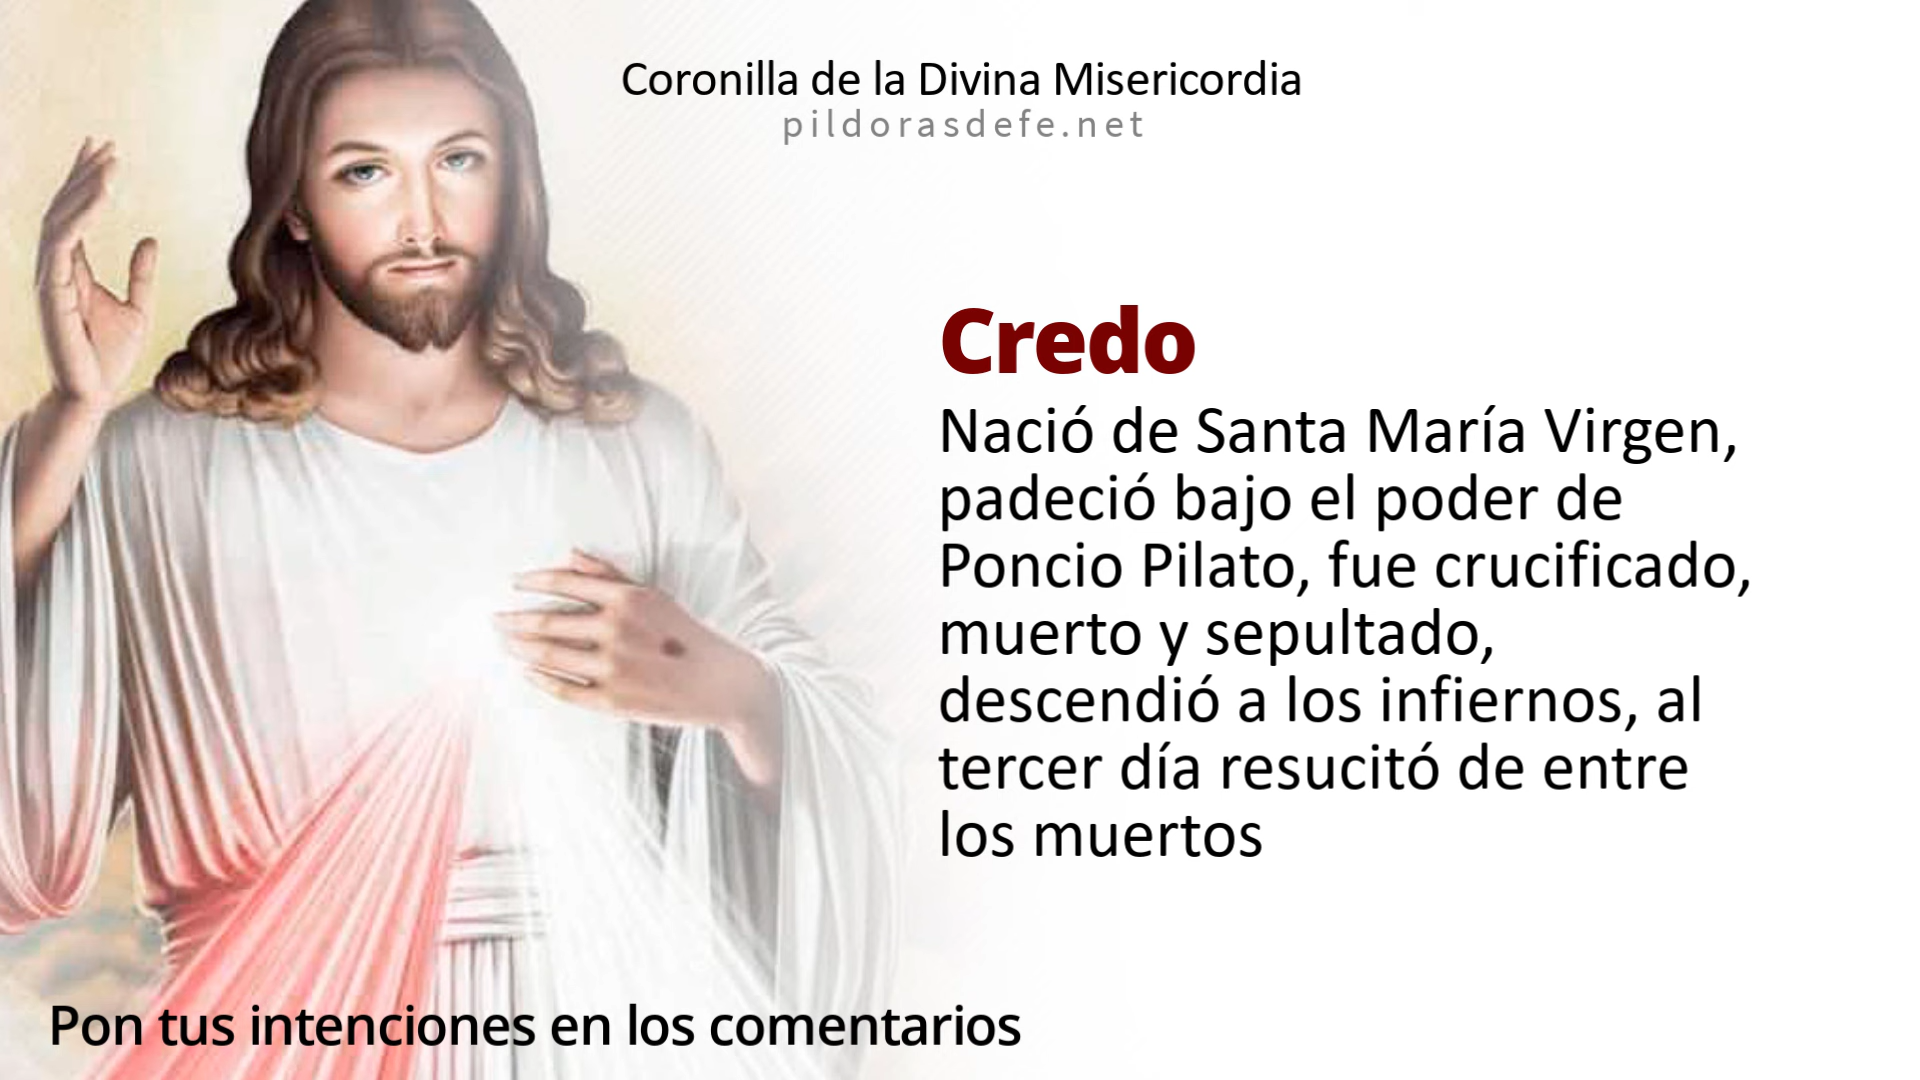 Coronilla de la Divina Misericordia
pildorasdefe.net
Credo
Nació de Santa María Virgen,
padeció bajo el poder de
Poncio Pilato, fue crucificado,
muerto y sepultado,
descendió a los infiernos, al
tercer día resucitó de entre
los muertos
Pon tus intenciones en los comentarios